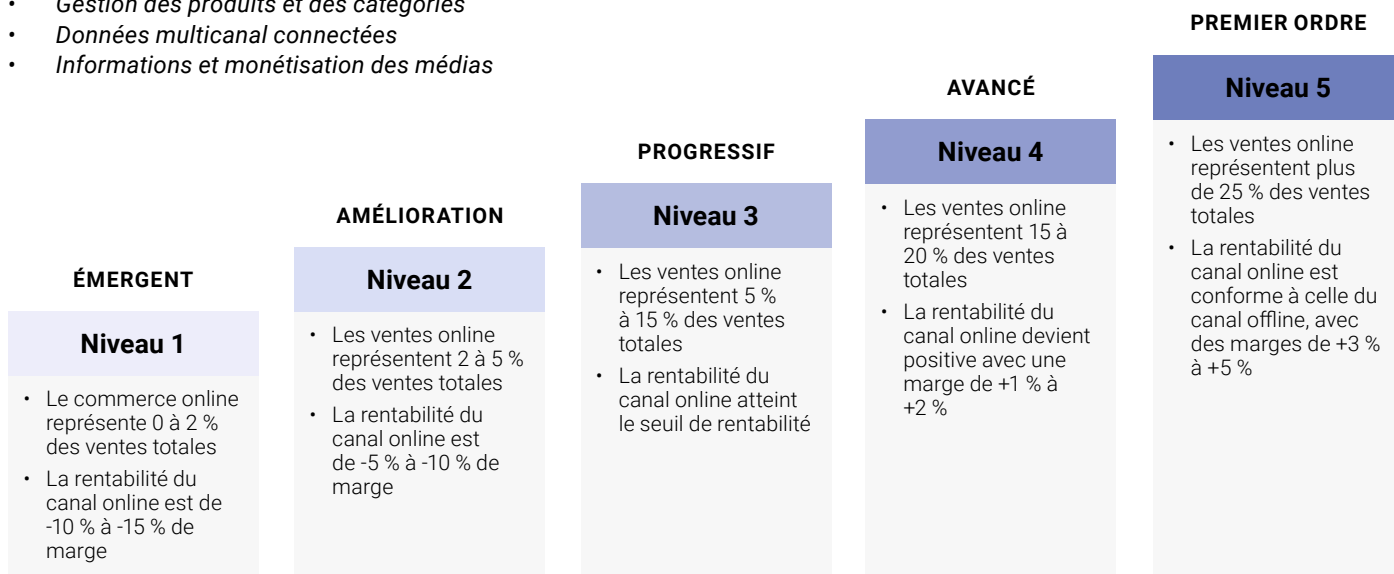 • Gestion des produits et des catégories
• Données multicanal connectées
• Informations et monétisation des médias
ÉMERGENT
Niveau 1
• Le commerce online
représente 0 à 2 %
des ventes totales
• La rentabilité du
canal online est de
-10 % à -15 % de
marge
AMÉLIORATION
Niveau 2
• Les ventes online
représentent 2 à 5 %
des ventes totales
• La rentabilité du
canal online est
de -5 % à -10 % de
marge
PROGRESSIF
Niveau 3
• Les ventes online
représentent 5 %
à 15 % des ventes
totales
• La rentabilité du
canal online atteint
le seuil de rentabilité
AVANCÉ
Niveau 4
• Les ventes online
représentent 15 à
20 % des ventes
totales
• La rentabilité du
canal online devient
positive avec une
marge de +1 % à
+2 %
PREMIER ORDRE
Niveau 5
• Les ventes online
représentent plus
de 25 % des ventes
totales
• La rentabilité du
canal online est
conforme à celle du
canal offline, avec
des marges de +3 %
à +5 %